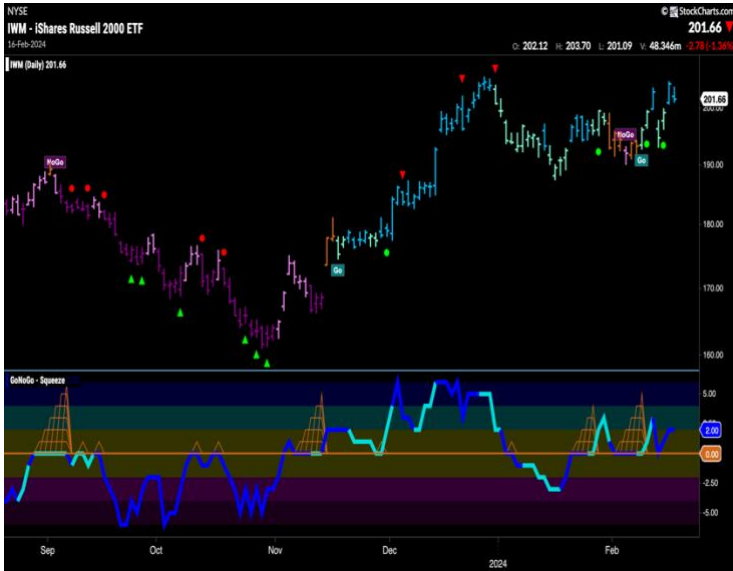 NYSE
© StockCharts.com
IWM - iShares Russell 2000 ETF
201.66
16-Feb-2024
O: 202.12 H: 203.70 L: 201.09 V: 48.346m -2.78 (-1.36%)
IWM (Daily) 201.66
201.66
200.00
NoGo
NoGo
Go
190.00
180.00
Go
170.00
160.00
GoNoGo - Squeeze
5.00
2.00
0.00
-2.50
-5.00
Sep Oct Nov Dec 2024 Feb